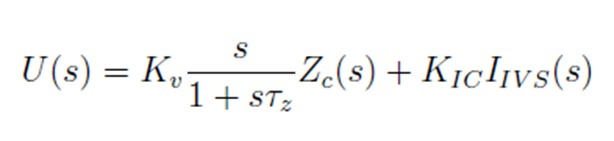 U(s) = K_v \frac{s}{1 + s\tau_z} Z_c(s) + K_{IC} I_{IVS}(s)